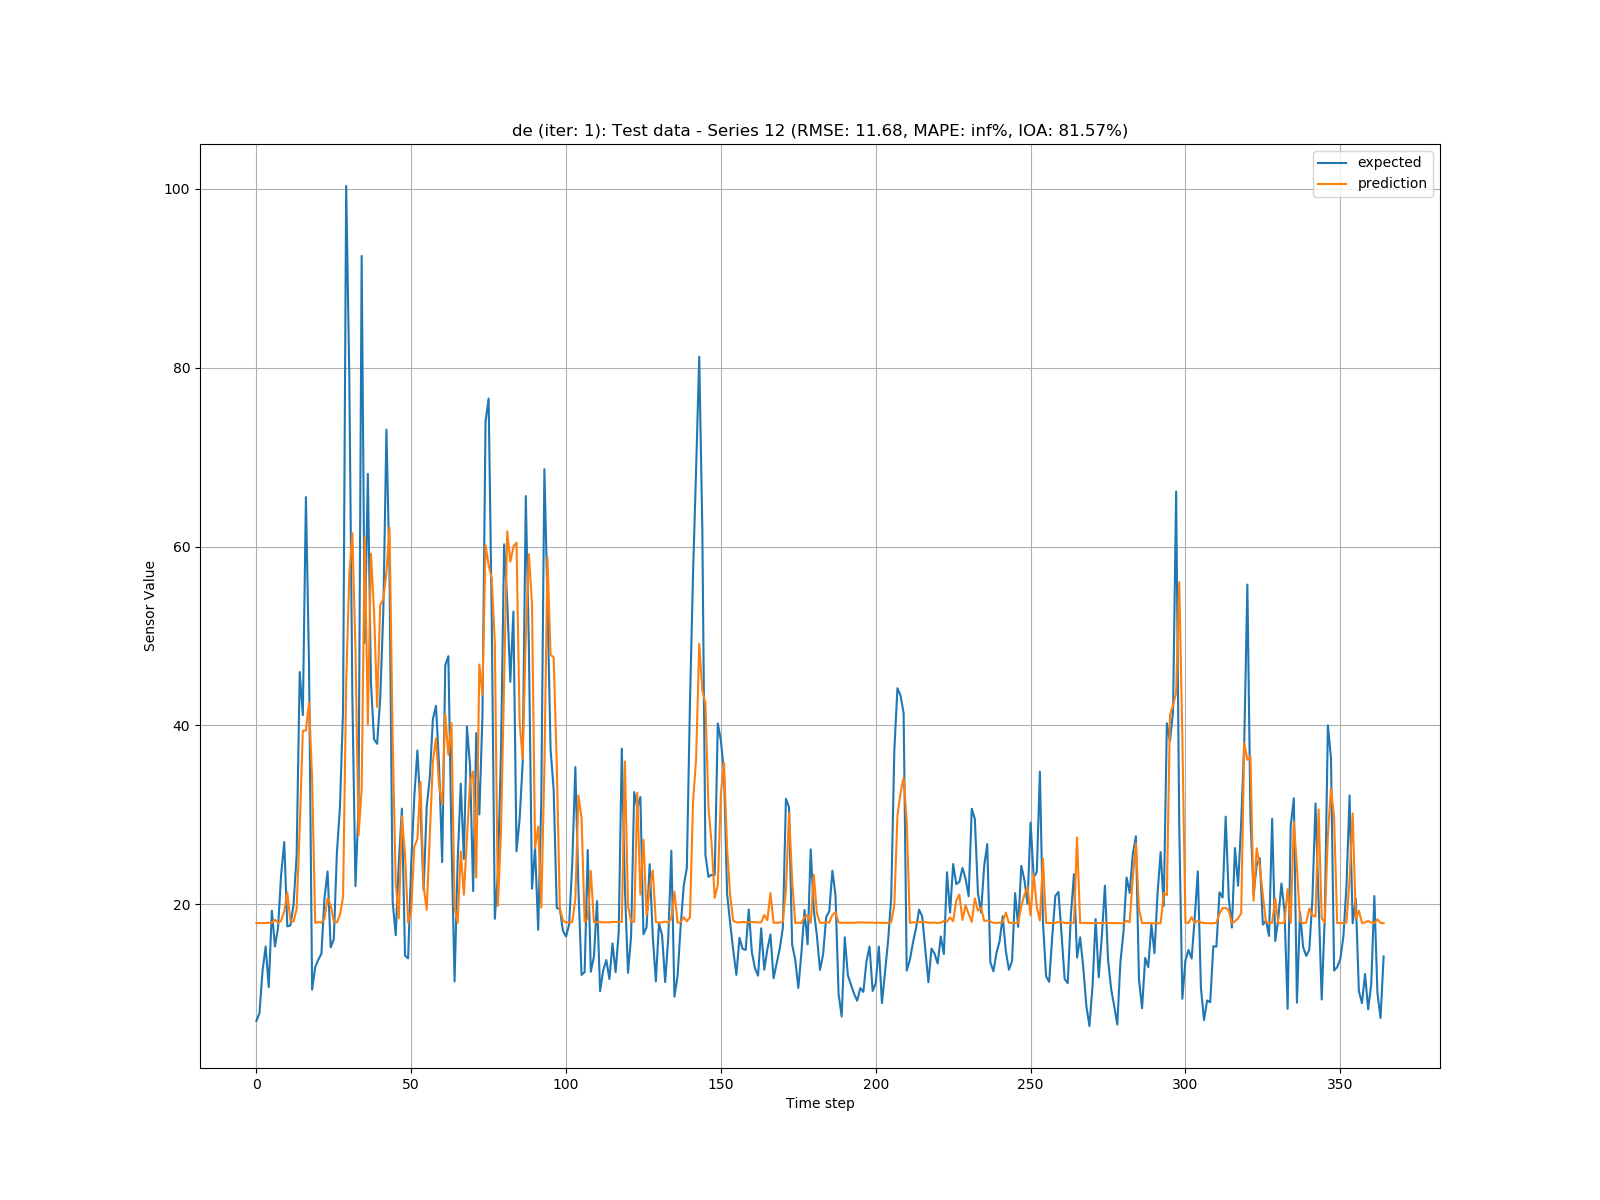 de (iter: 1): Test data - Series 12 (RMSE: 11.68, MAPE: inf%, IOA: 81.57%)
expected
prediction
100
80
60
40
20
Sensor Value
0 50 100 150 200 250 300 350
Time step